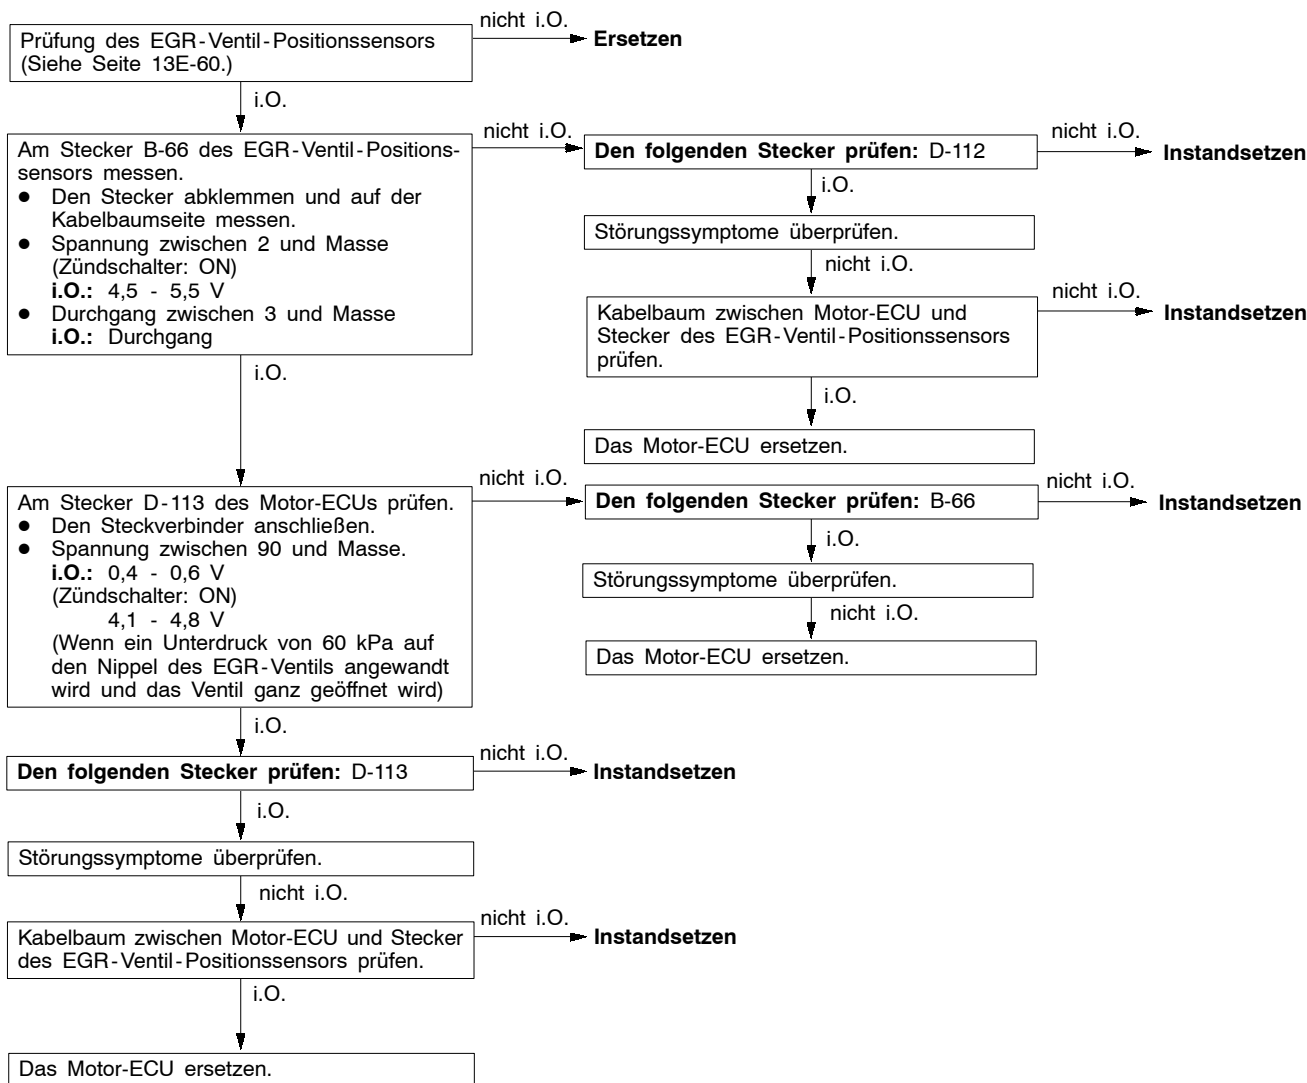 nicht i.O.
Prüfung des EGR-Ventil-Positionssensors
(Siehe Seite 13E-60.)
Ersetzen
i.O.
Am Stecker B-66 des EGR-Ventil-Positions-
sensors messen.
● Den Stecker abklemmen und auf der
Kabelbaumseite messen.
● Spannung zwischen 2 und Masse
(Zündschalter: ON)
i.O.: 4,5 - 5,5 V
● Durchgang zwischen 3 und Masse
i.O.: Durchgang
nicht i.O.
Den folgenden Stecker prüfen: D-112
nicht i.O.
Instandsetzen
i.O.
Störungssymptome überprüfen.
nicht i.O.
Kabelbaum zwischen Motor-ECU und
Stecker des EGR-Ventil-Positionssensors
prüfen.
nicht i.O.
Instandsetzen
i.O.
Das Motor-ECU ersetzen.
i.O.
Am Stecker D-113 des Motor-ECUs prüfen.
● Den Steckverbinder anschließen.
● Spannung zwischen 90 und Masse.
i.O.: 0,4 - 0,6 V
(Zündschalter: ON)
4,1 - 4,8 V
(Wenn ein Unterdruck von 60 kPa auf
den Nippel des EGR-Ventils angewandt
wird und das Ventil ganz geöffnet wird)
nicht i.O.
Den folgenden Stecker prüfen: B-66
nicht i.O.
Instandsetzen
i.O.
Störungssymptome überprüfen.
nicht i.O.
Das Motor-ECU ersetzen.
i.O.
Den folgenden Stecker prüfen: D-113
nicht i.O.
Instandsetzen
i.O.
Störungssymptome überprüfen.
nicht i.O.
Kabelbaum zwischen Motor-ECU und Stecker
des EGR-Ventil-Positionssensors prüfen.
nicht i.O.
Instandsetzen
i.O.
Das Motor-ECU ersetzen.